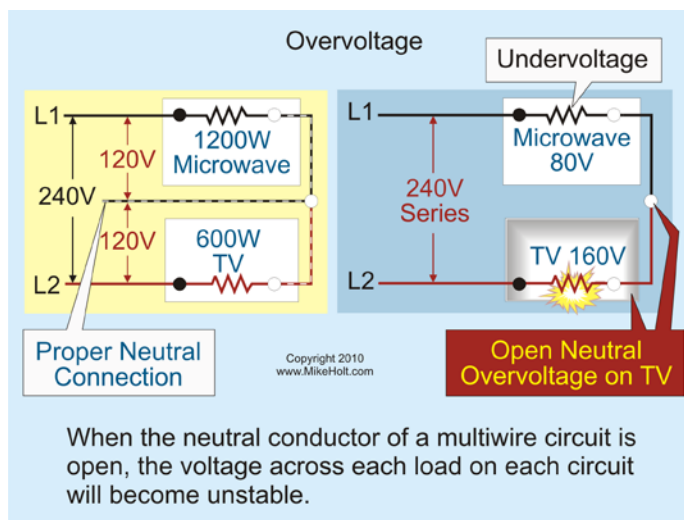 Overvoltage
Undervoltage
L1
1200W
Microwave
120V
240V
120V
600W
TV
L2
Proper Neutral
Connection
L1
Microwave
80V
240V
Series
TV 160V
L2
Open Neutral
Overvoltage on TV
Copyright 2010
www.MikeHolt.com
When the neutral conductor of a multiwire circuit is
open, the voltage across each load on each circuit
will become unstable.